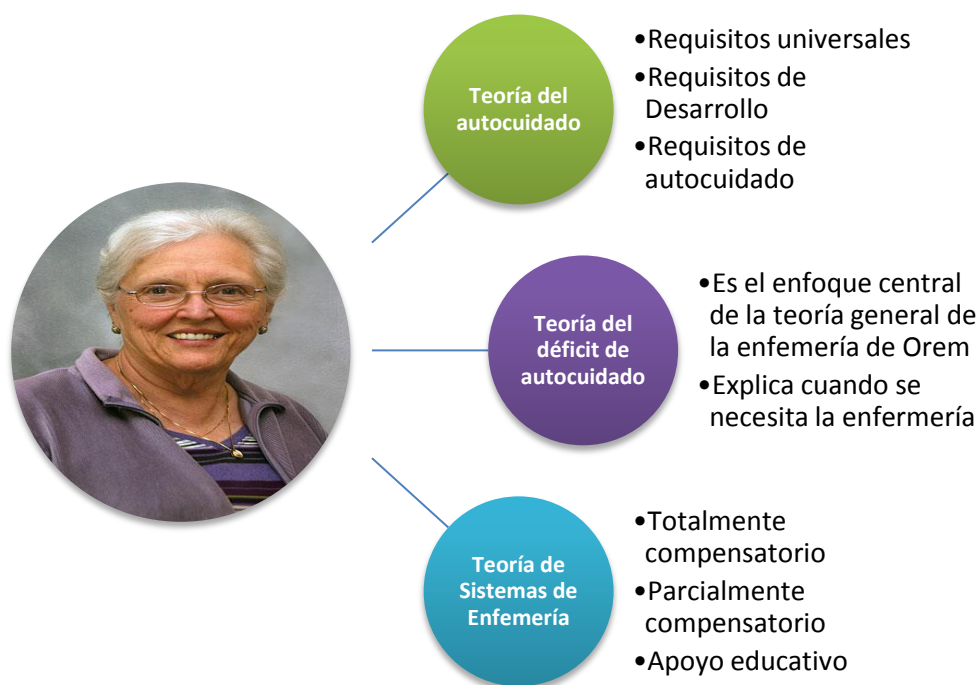 Teoría del
autocuidado
•Requisitos universales
•Requisitos de
Desarrollo
•Requisitos de
autocuidado
Teoría del
déficit de
autocuidado
•Es el enfoque central
de la teoría general de
la enfemería de Orem
•Explica cuando se
necesita la enfermería
Teoría de
Sistemas de
Enfemería
•Totalmente
compensatorio
•Parcialmente
compensatorio
•Apoyo educativo